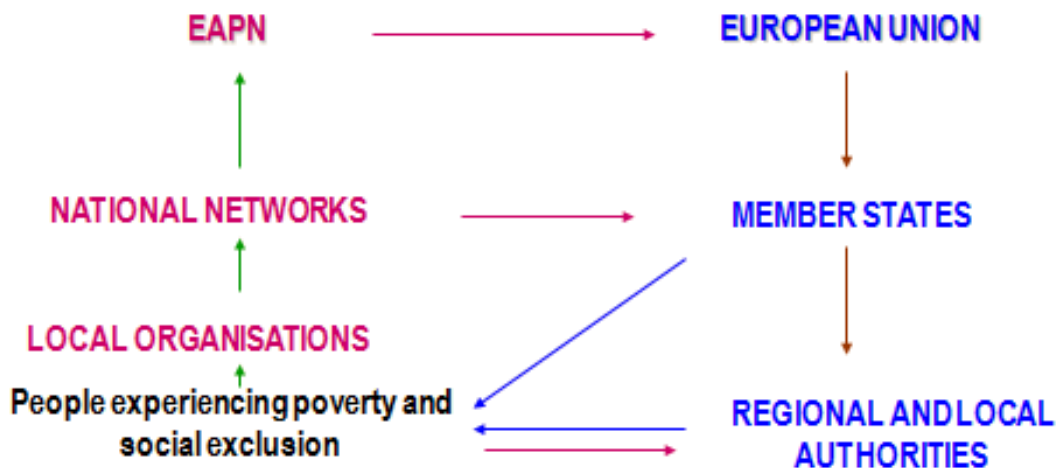 EAPN
EUROPEAN UNION
NATIONAL NETWORKS
MEMBER STATES
LOCAL ORGANISATIONS
People experiencing poverty and
social exclusion
REGIONAL AND LOCAL
AUTHORITIES